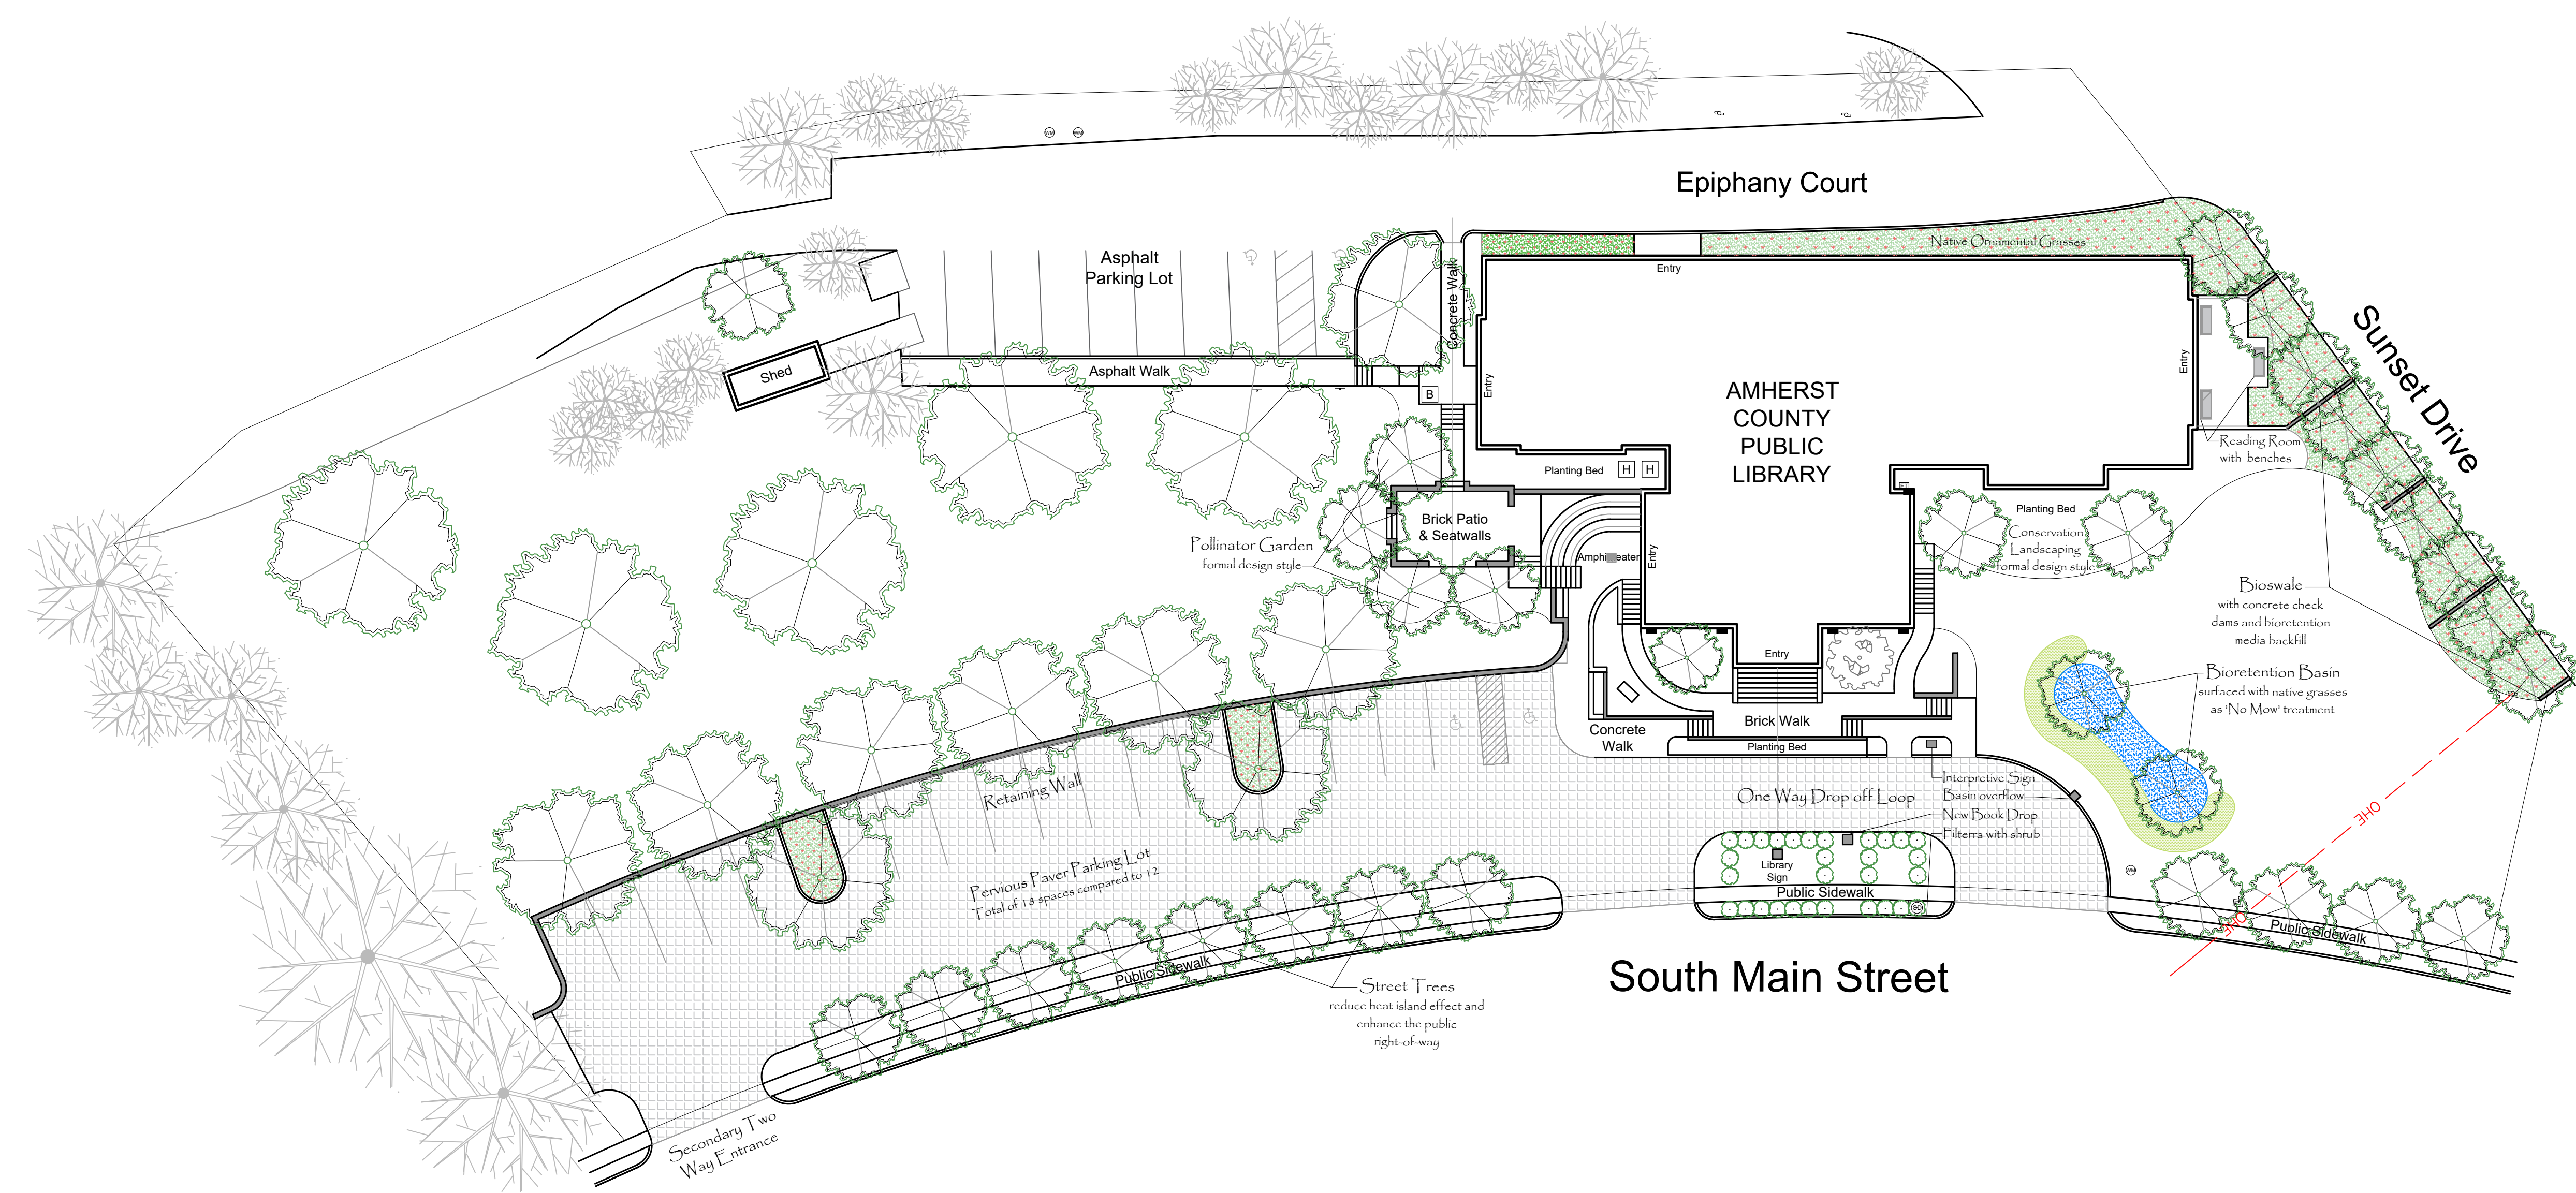 WM
WM
Epiphany Court
Native Ornamental Grasses
Asphalt
Parking Lot
Entry
Concrete Walk
Sunset Drive
Shed
Asphalt Walk
B
Entry
Entry
AMHERST
COUNTY
PUBLIC
LIBRARY
Reading Room
with benches
Planting Bed
H
H
Planting Bed
Conservation
Landscaping
formal design style
Brick Patio
& Seatwalls
Pollinator Garden
formal design style
Entry
Bioswale
with concrete check
dams and bioretention
media backfill
Entry
Bioretention Basin
surfaced with native grasses
as 'No Mow' treatment
Brick Walk
Concrete
Walk
Planting Bed
Interpretive Sign
Basin overflow
New Book Drop
Filterra with shrub
One Way Drop off Loop
Retaining Wall
OHE
Pervious Paver Parking Lot
Total of 18 spaces compared to 12
Library
Sign
WM
Public Sidewalk
SD
OHE
Public Sidewalk
Public Sidewalk
South Main Street
Street Trees
reduce heat island effect and
enhance the public
right-of-way
Secondary Two
Way Entrance